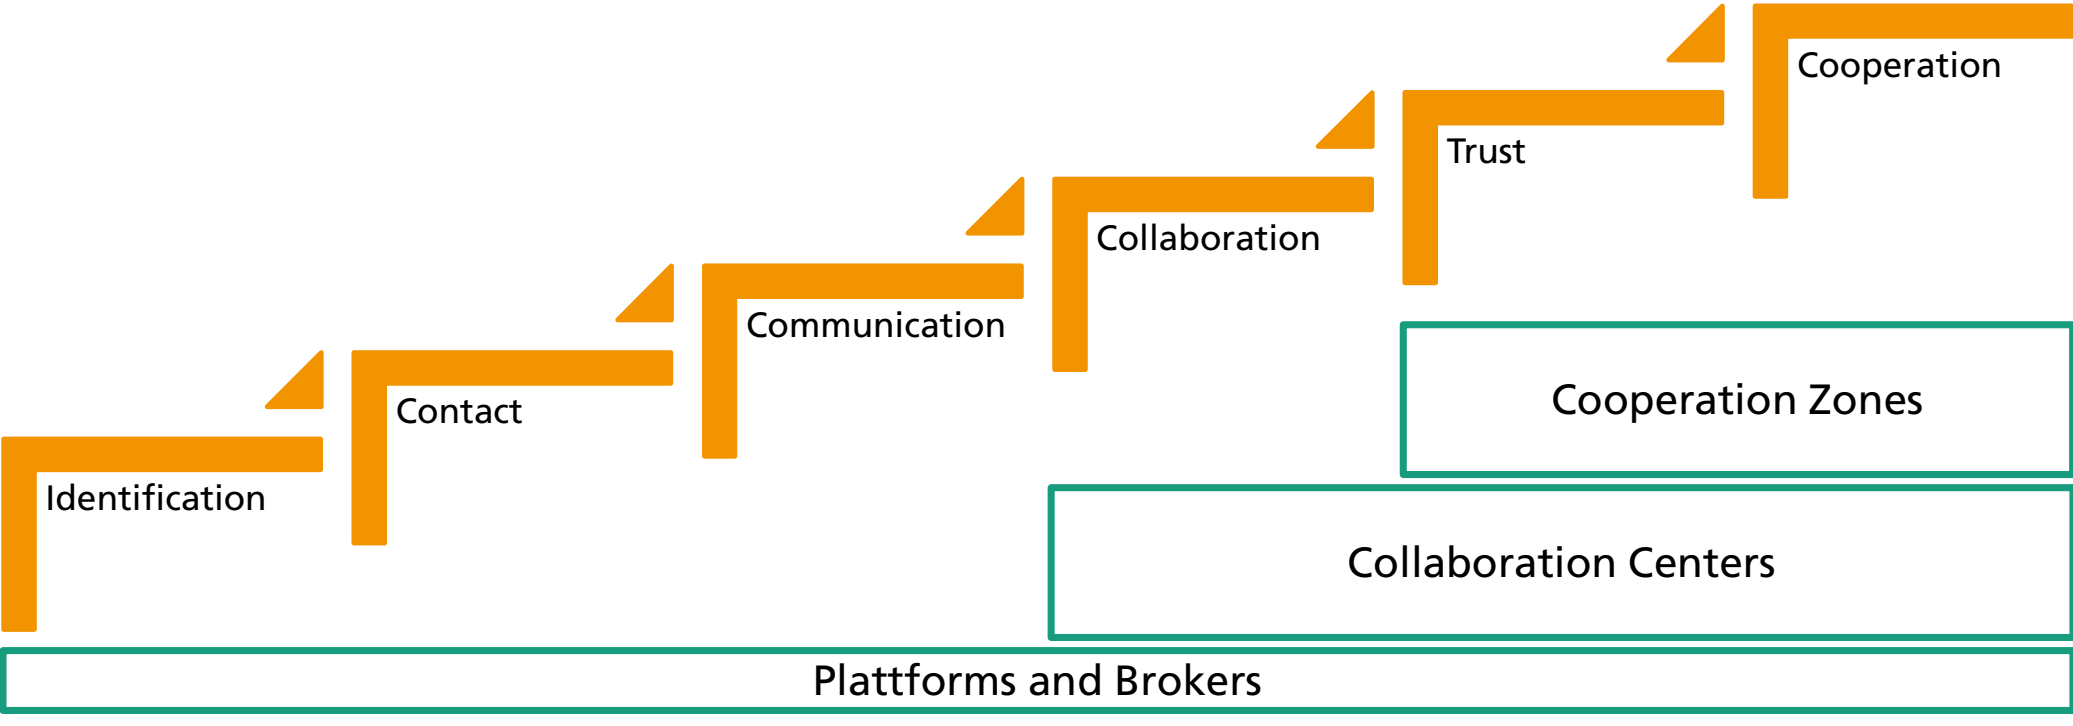 Cooperation
Trust
Collaboration
Communication
Contact
Identification
Cooperation Zones
Collaboration Centers
Plattforms and Brokers